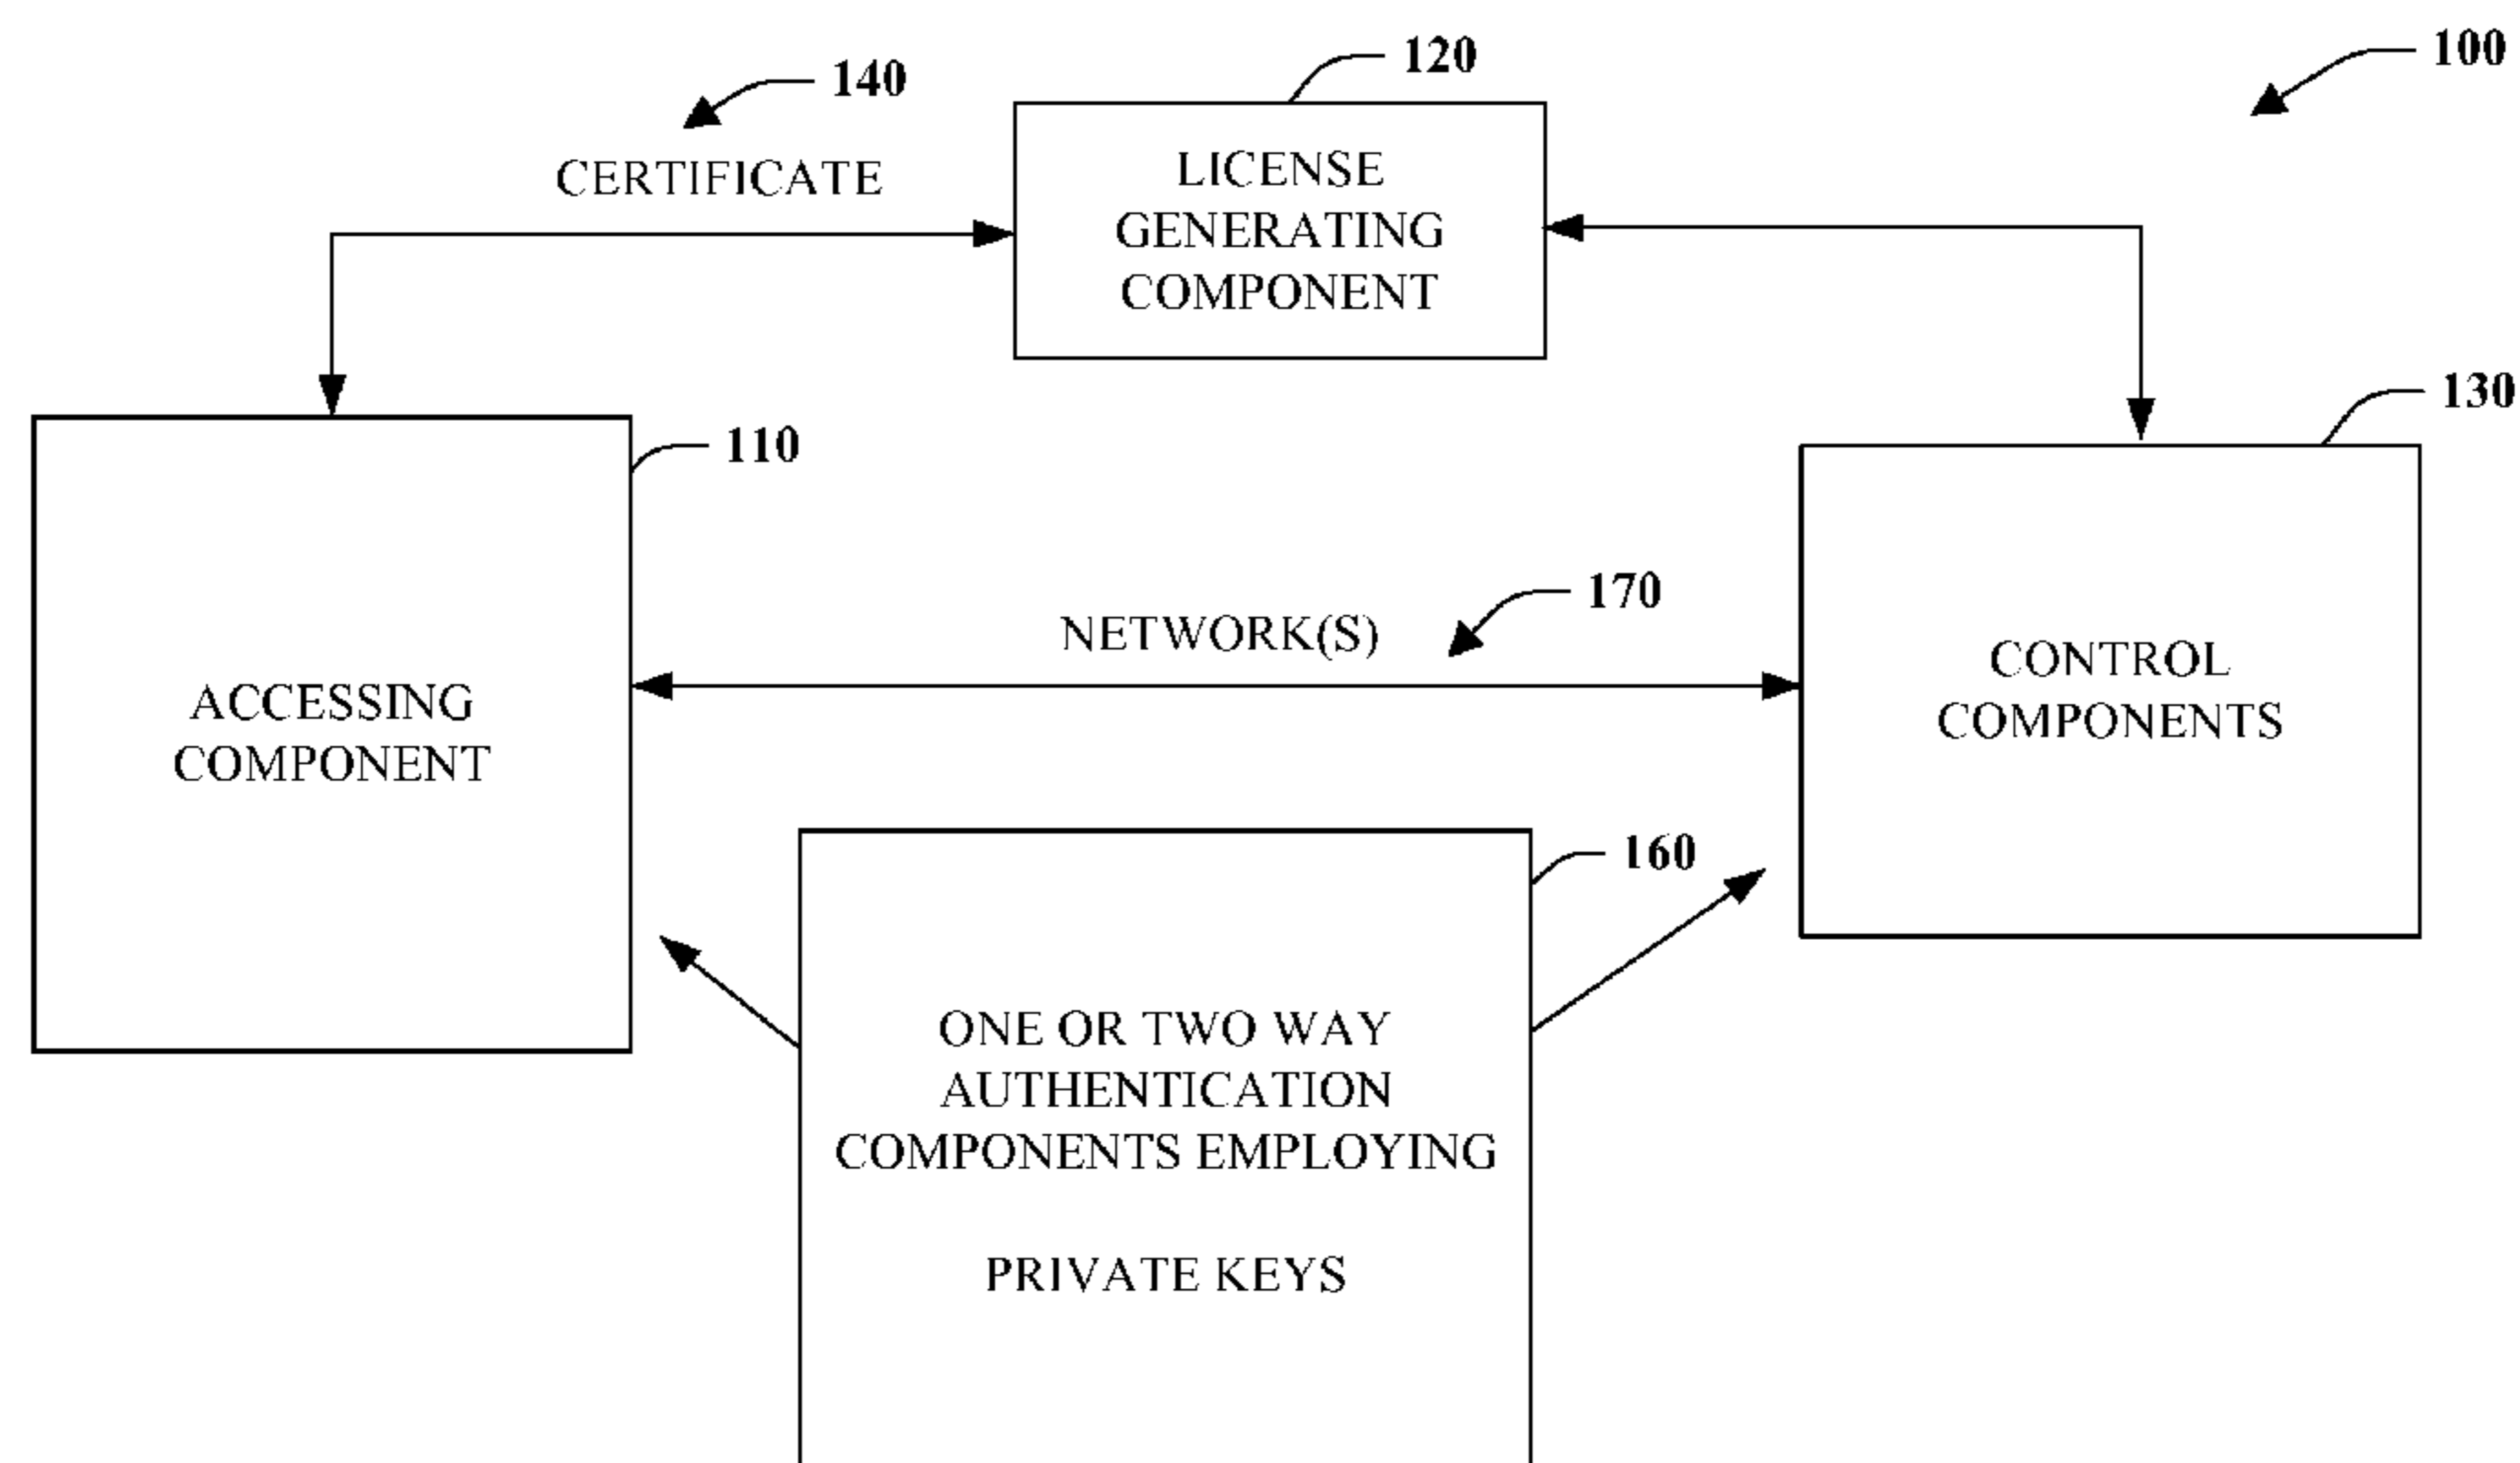 120
100
140
CERTIFICATE
LICENSE
GENERATING
COMPONENT
130
110
170
NETWORK(S)
CONTROL
COMPONENTS
ACCESSING
COMPONENT
160
ONE OR TWO WAY
AUTHENTICATION
COMPONENTS EMPLOYING
PRIVATE KEYS